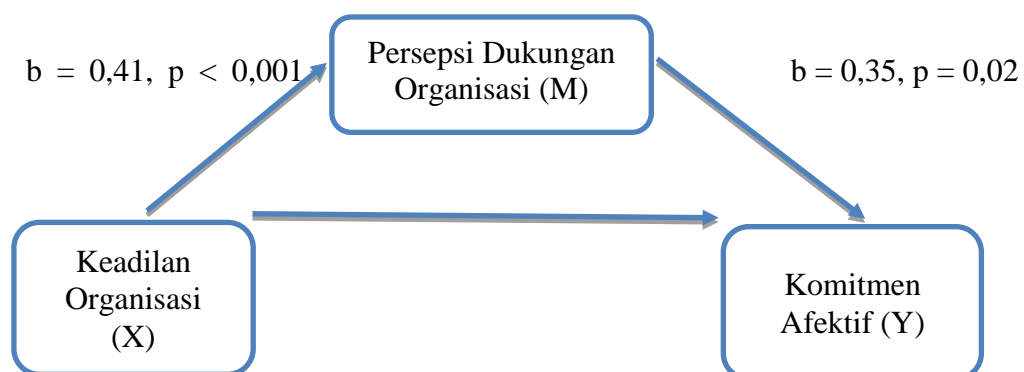 b = 0,41, p < 0,001
Persepsi Dukungan
Organisasi (M)
b = 0,35, p = 0,02
Keadilan
Organisasi
(X)
Komitmen
Afektif (Y)